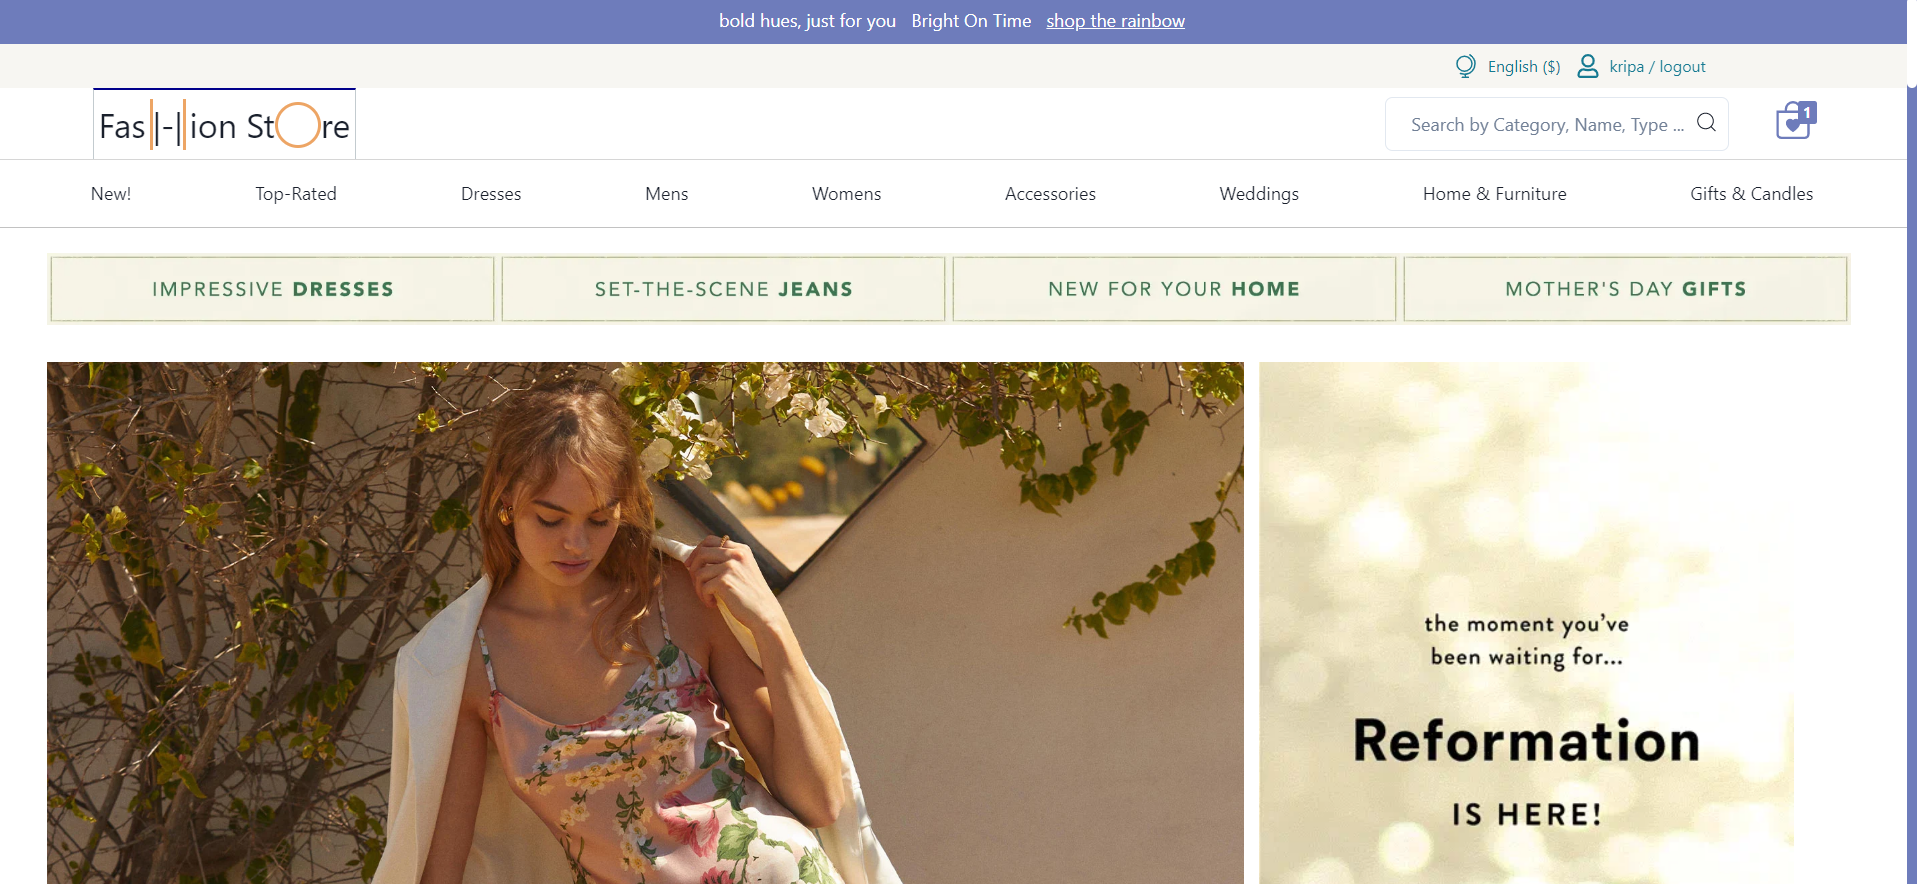 bold hues, just for you Bright On Time shop the rainbow
English ($) kripa / logout
Fas|-|ion StOre
Search by Category, Name, Type ...
1
New! Top-Rated Dresses Mens Womens Accessories Weddings Home & Furniture Gifts & Candles
IMPRESSIVE DRESSES SET-THE-SCENE JEANS NEW FOR YOUR HOME MOTHER'S DAY GIFTS
the moment you've
been waiting for...
Reformation
IS HERE!